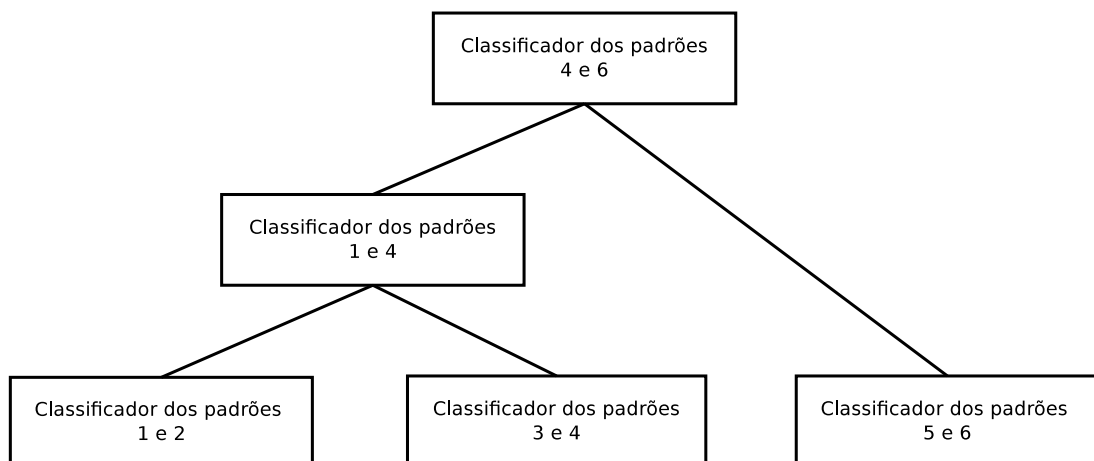 Classificador dos padrões
4 e 6
Classificador dos padrões
1 e 4
Classificador dos padrões
1 e 2
Classificador dos padrões
3 e 4
Classificador dos padrões
5 e 6